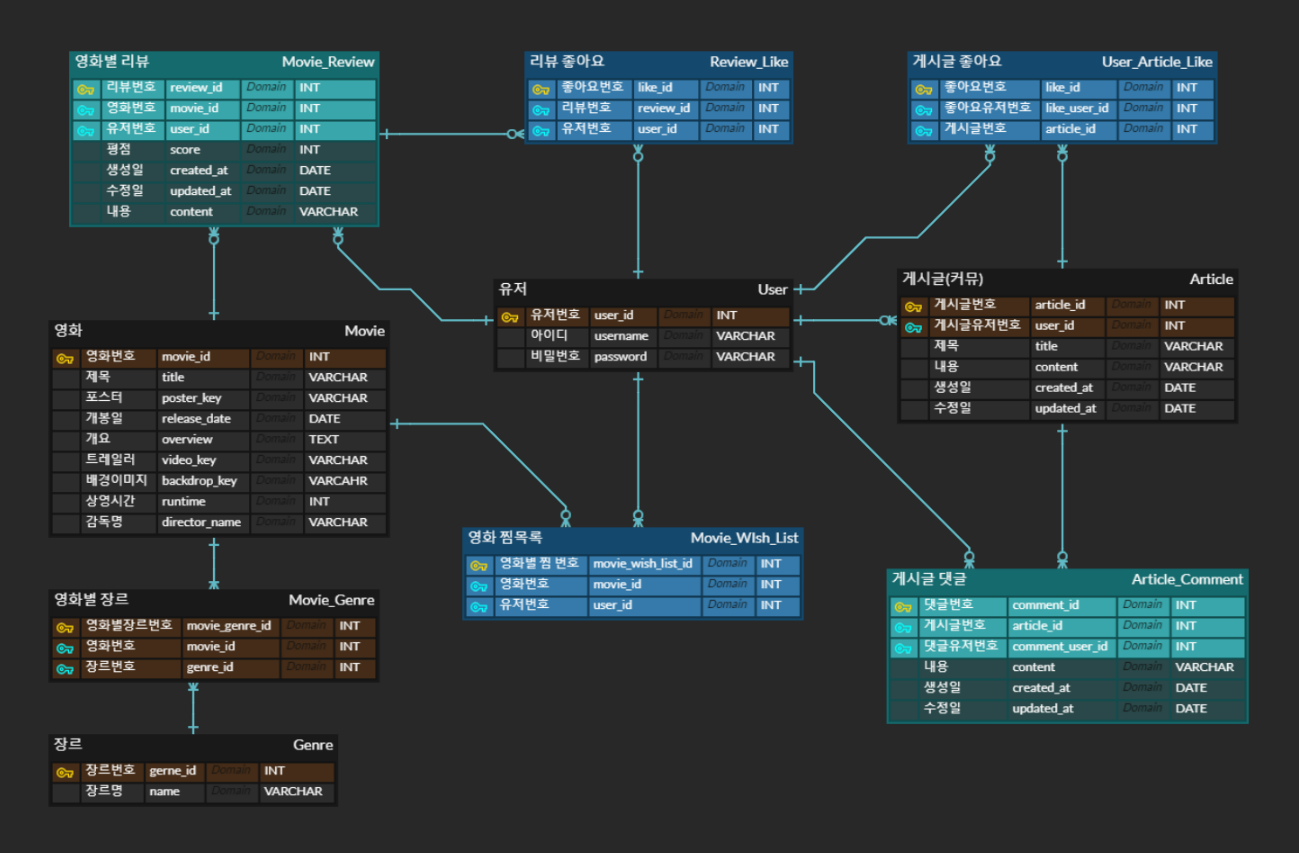 영화별 리뷰 Movie_Review
리뷰번호 review_id Domain INT
영화번호 movie_id Domain INT
유저번호 user_id Domain INT
평점 score Domain INT
생성일 created_at Domain DATE
수정일 updated_at Domain DATE
내용 content Domain VARCHAR
리뷰 좋아요 Review_Like
좋아요번호 like_id Domain INT
리뷰번호 review_id Domain INT
유저번호 user_id Domain INT
게시글 좋아요 User_Article_Like
좋아요번호 like_id Domain INT
좋아요유저번호 like_user_id Domain INT
게시글번호 article_id Domain INT
유저 User
유저번호 user_id Domain INT
아이디 username Domain VARCHAR
비밀번호 password Domain VARCHAR
게시글(커뮤) Article
게시글번호 article_id Domain INT
게시글유저번호 user_id Domain INT
제목 title Domain VARCHAR
내용 content Domain VARCHAR
생성일 created_at Domain DATE
수정일 updated_at Domain DATE
영화 Movie
영화번호 movie_id Domain INT
제목 title Domain VARCHAR
포스터 poster_key Domain VARCHAR
개봉일 release_date Domain DATE
개요 overview Domain TEXT
트레일러 video_key Domain VARCHAR
배경이미지 backdrop_key Domain VARCAHR
상영시간 runtime Domain INT
감독명 director_name Domain VARCHAR
영화 찜목록 Movie_WIsh_List
영화별 찜 번호 movie_wish_list_id Domain INT
영화번호 movie_id Domain INT
유저번호 user_id Domain INT
게시글 댓글 Article_Comment
댓글번호 comment_id Domain INT
게시글번호 article_id Domain INT
댓글유저번호 comment_user_id Domain INT
내용 content Domain VARCHAR
생성일 created_at Domain DATE
수정일 updated_at Domain DATE
영화별 장르 Movie_Genre
영화별장르번호 movie_genre_id Domain INT
영화번호 movie_id Domain INT
장르번호 genre_id Domain INT
장르 Genre
장르번호 gerne_id Domain INT
장르명 name Domain VARCHAR